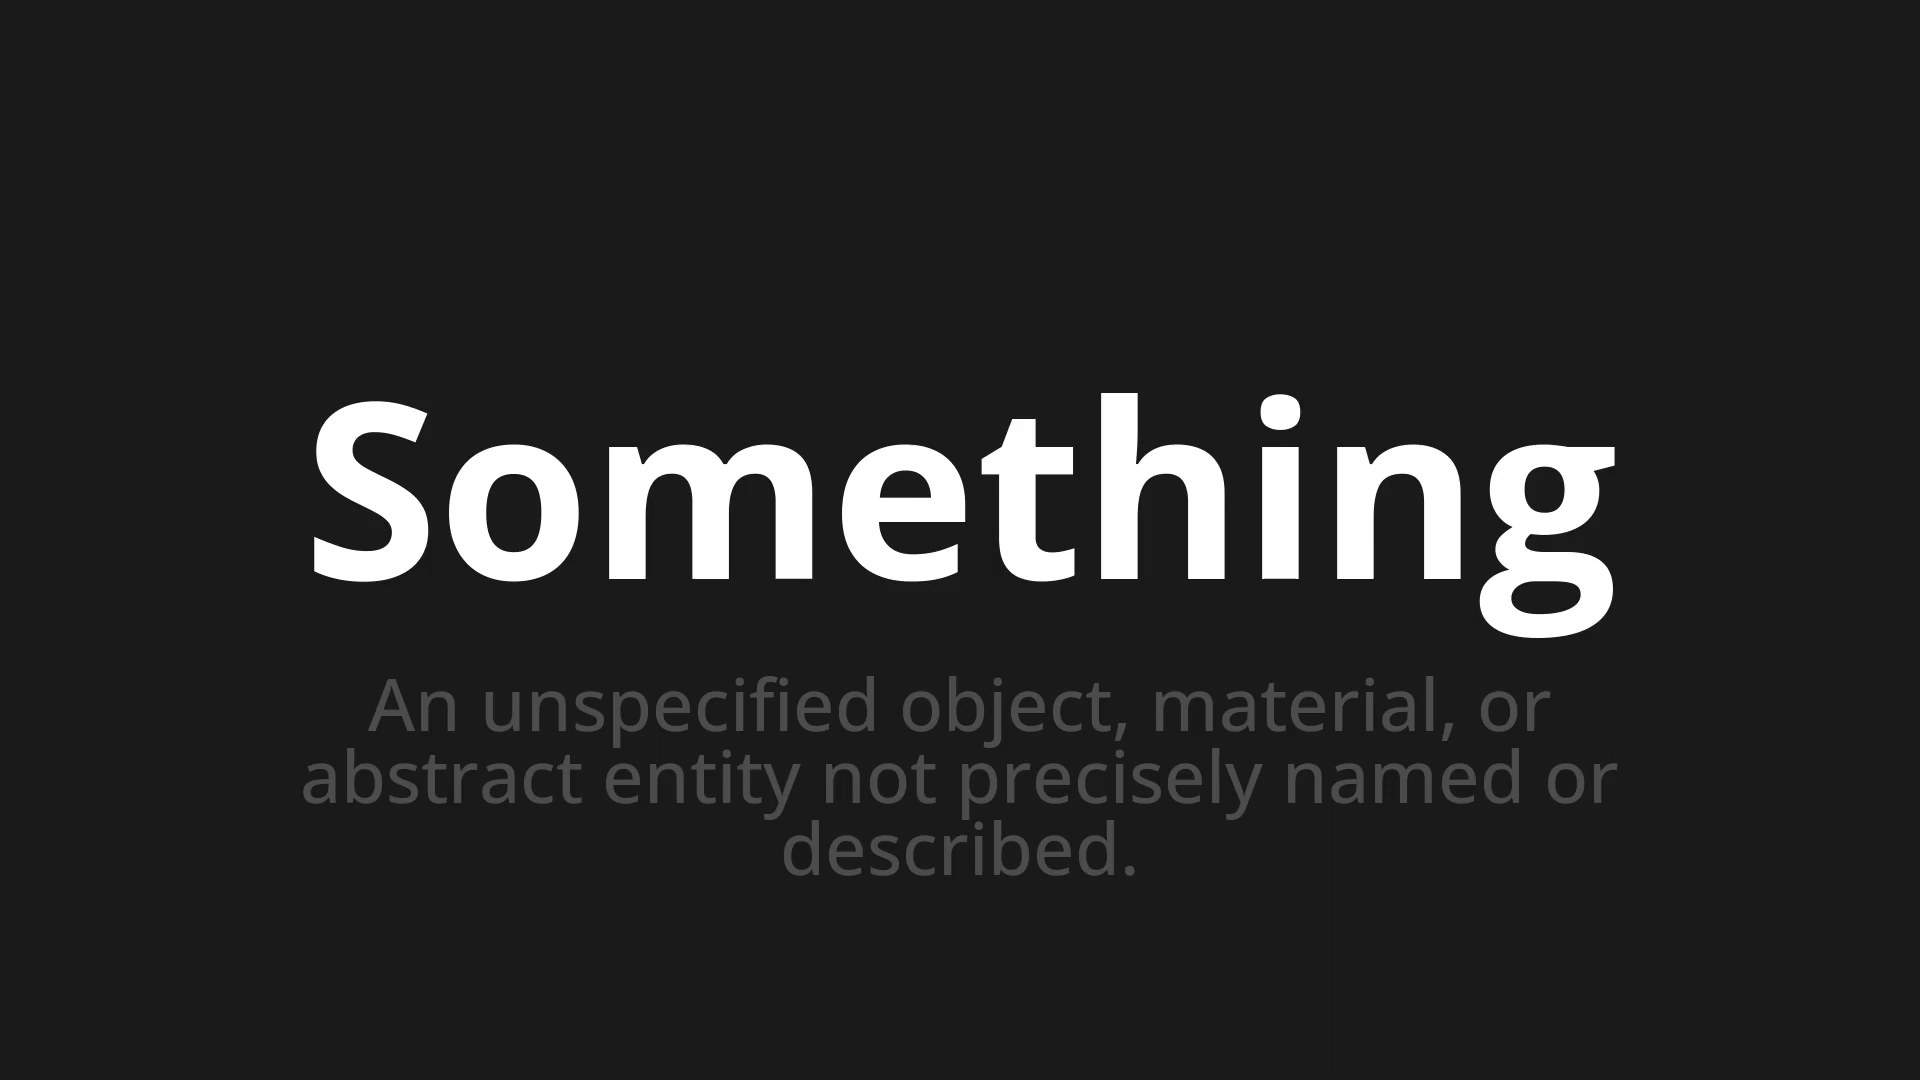 Something
An unspecified object, material, or
abstract entity not precisely named or
described.